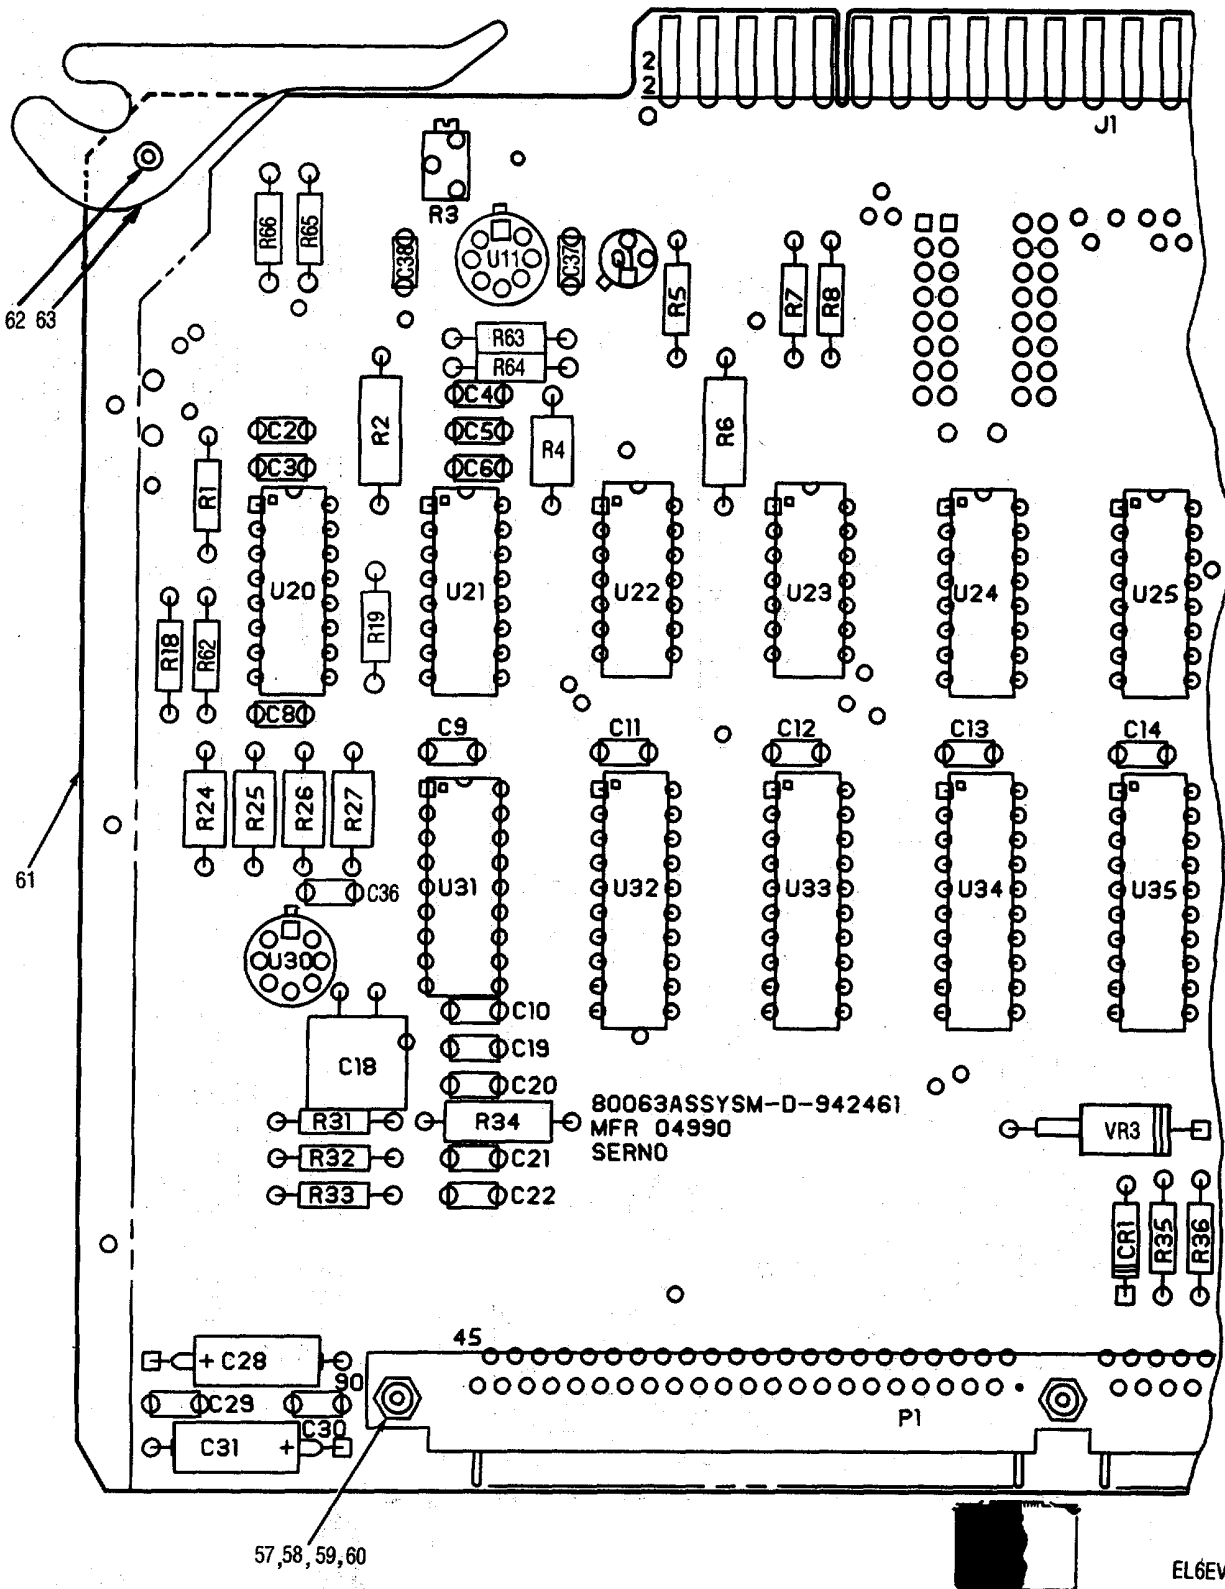 2
2
J1
R3
R66
R65
C38
U11
C37
R5
R7
R8
62 63
R63
R64
C4
C5
C6
R2
R4
R6
C2
C3
R1
U20
U21
U22
U23
U24
U25
R18
R62
R19
C8
C9
C11
C12
C13
C14
R24
R25
R26
R27
61
C36
U31
U32
U33
U34
U35
U30
C10
C19
C18
C20
R31
R34
80063ASSYSM-D-942461
MFR 04990
SERNO
VR3
R32
C21
R33
C22
CR1
R35
R36
45
+ C28
90
C29
C30
C31 +
P1
57,58,59,60
EL6EV